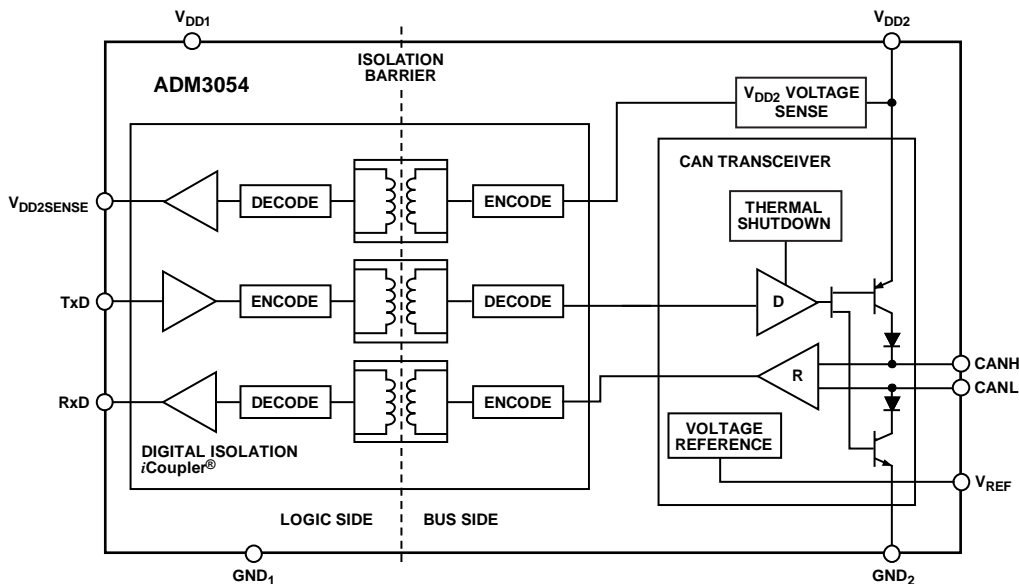 VDD1
VDD2
ADM3054
ISOLATION
BARRIER
VDD2 VOLTAGE
SENSE
CAN TRANSCEIVER
VDD2SENSE
DECODE
ENCODE
THERMAL
SHUTDOWN
TxD
ENCODE
DECODE
D
RxD
DECODE
ENCODE
R
CANH
CANL
VOLTAGE
REFERENCE
DIGITAL ISOLATION
iCoupler®
VREF
LOGIC SIDE
BUS SIDE
GND1
GND2